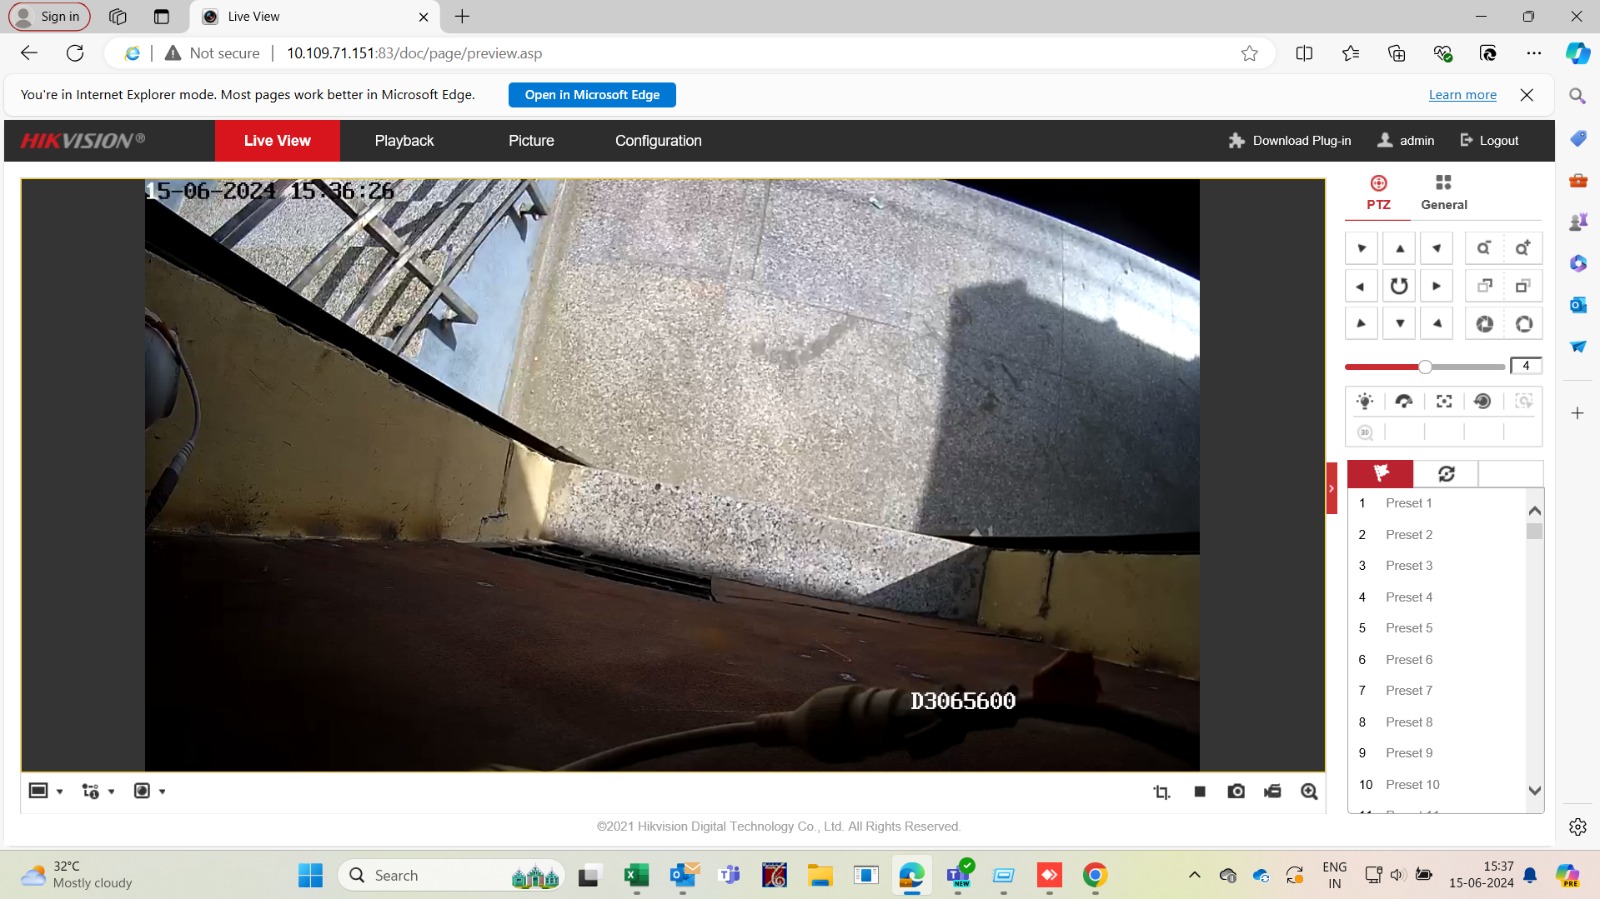 Sign in
Live View
Not secure
10.109.71.151:83/doc/page/preview.asp
You're in Internet Explorer mode. Most pages work better in Microsoft Edge.
Open in Microsoft Edge
Learn more
HIKVISION®
Live View
Playback
Picture
Configuration
Download Plug-in
admin
Logout
15-06-2024 15:36:26
PTZ
General
4
3D
1 Preset 1
2 Preset 2
3 Preset 3
4 Preset 4
5 Preset 5
6 Preset 6
7 Preset 7
8 Preset 8
9 Preset 9
10 Preset 10
D3065600
©2021 Hikvision Digital Technology Co., Ltd. All Rights Reserved.
32°C
Mostly cloudy
Search
NEW
ENG
IN
15:37
15-06-2024
PRE